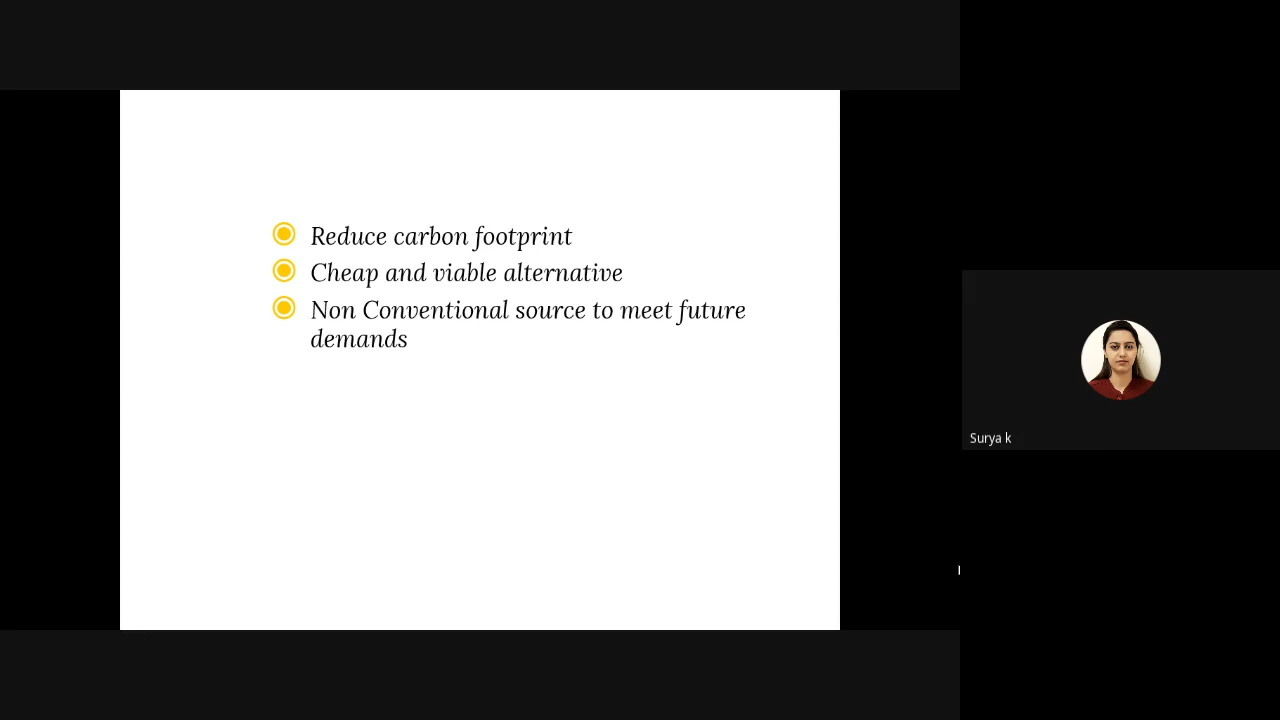 Reduce carbon footprint
Cheap and viable alternative
Non Conventional source to meet future
demands
Surya k